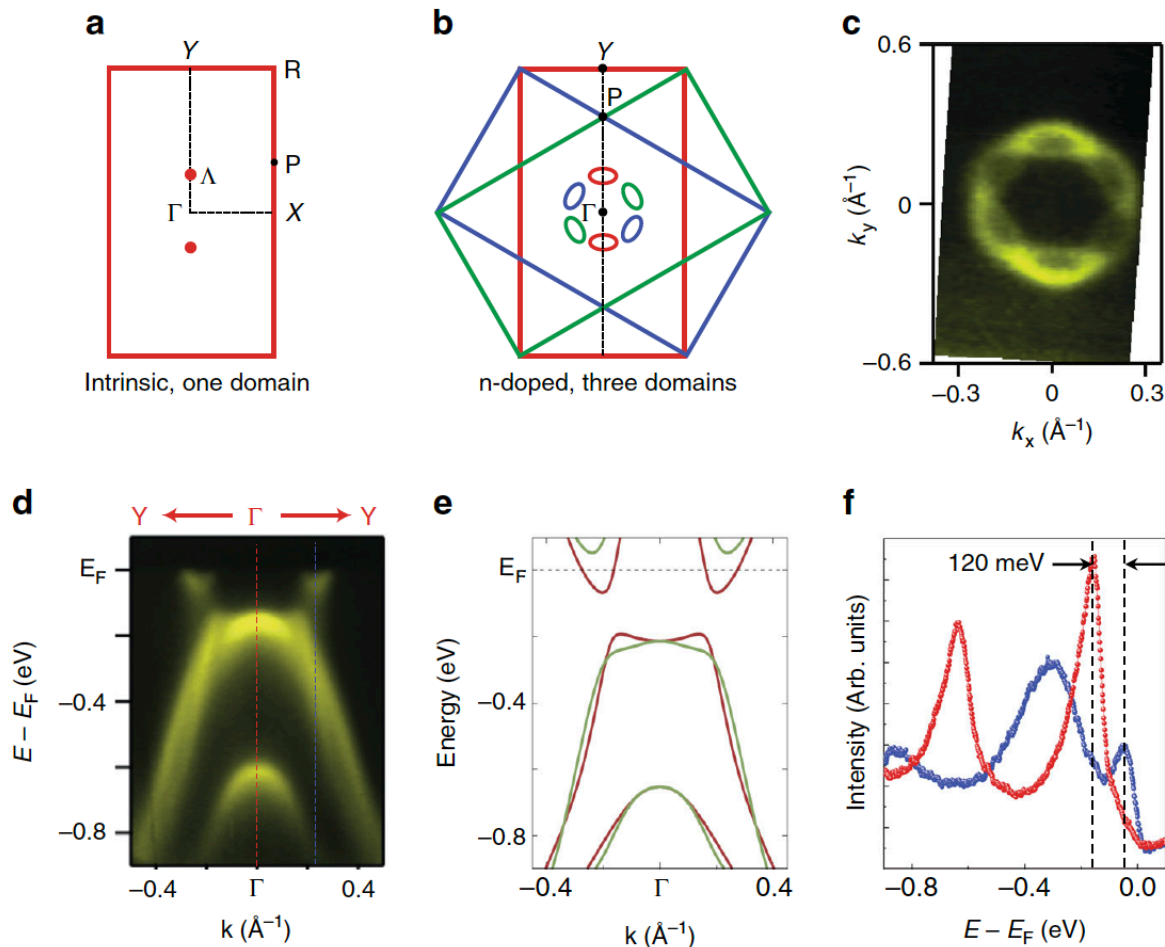 a
Y
R
Λ
P
Γ
X
Intrinsic, one domain
b
Y
P
Γ
n-doped, three domains
c
0.6
0
−0.6
k_y (Å⁻¹)
−0.3
0
0.35
k_x (Å⁻¹)
d
Y Γ Y
E_F
−0.4
−0.8
E − E_F (eV)
−0.4
Γ
0.4
k (Å⁻¹)
e
E_F
−0.4
−0.8
Energy (eV)
−0.4
Γ
0.4
k (Å⁻¹)
f
120 meV
Intensity (Arb. units)
−0.8
−0.4
0.0
E − E_F (eV)